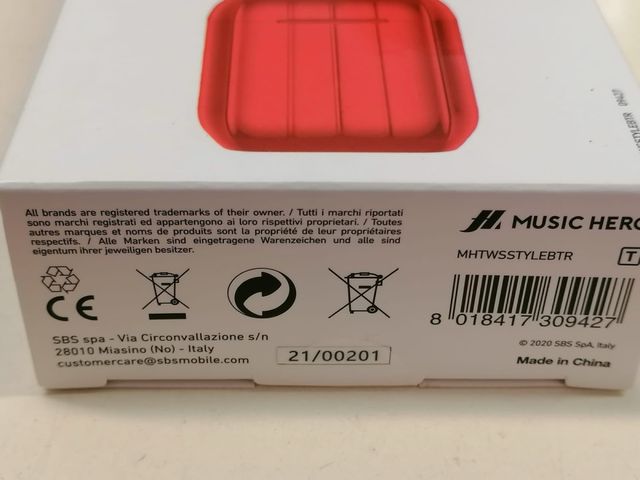 All brands are registered trademarks of their owner. / Tutti i marchi riportati
sono marchi registrati ed appartengono ai loro rispettivi proprietari. / Toutes
autres marques et noms de produits sont la propriété de leur propriétaires
respectifs. / Alle Marken sind eingetragene Warenzeichen und alle sind
eigentum ihrer jeweiligen besitzer.
CE
SBS spa - Via Circonvallazione s/n
28010 Miasino (No) - Italy
customercare@sbsmobile.com
21/00201
MUSIC HERO
MHTWSSTYLEBTR
T
8 018417 309427
© 2020 SBS SpA, Italy
Made in China